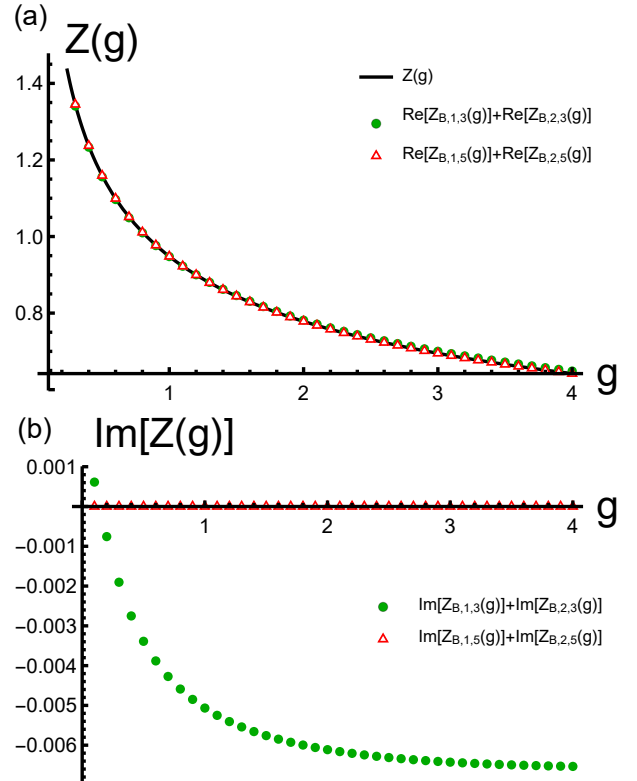 (a)
Z(g)
Z(g)
Re[Z_{B,1,3}(g)]+Re[Z_{B,2,3}(g)]
Re[Z_{B,1,5}(g)]+Re[Z_{B,2,5}(g)]
1.4
1.2
1.0
0.8
1 2 3 4
g
(b)
Im[Z(g)]
0.001
g
1 2 3 4
−0.001
−0.002
−0.003
−0.004
−0.005
−0.006
Im[Z_{B,1,3}(g)]+Im[Z_{B,2,3}(g)]
Im[Z_{B,1,5}(g)]+Im[Z_{B,2,5}(g)]